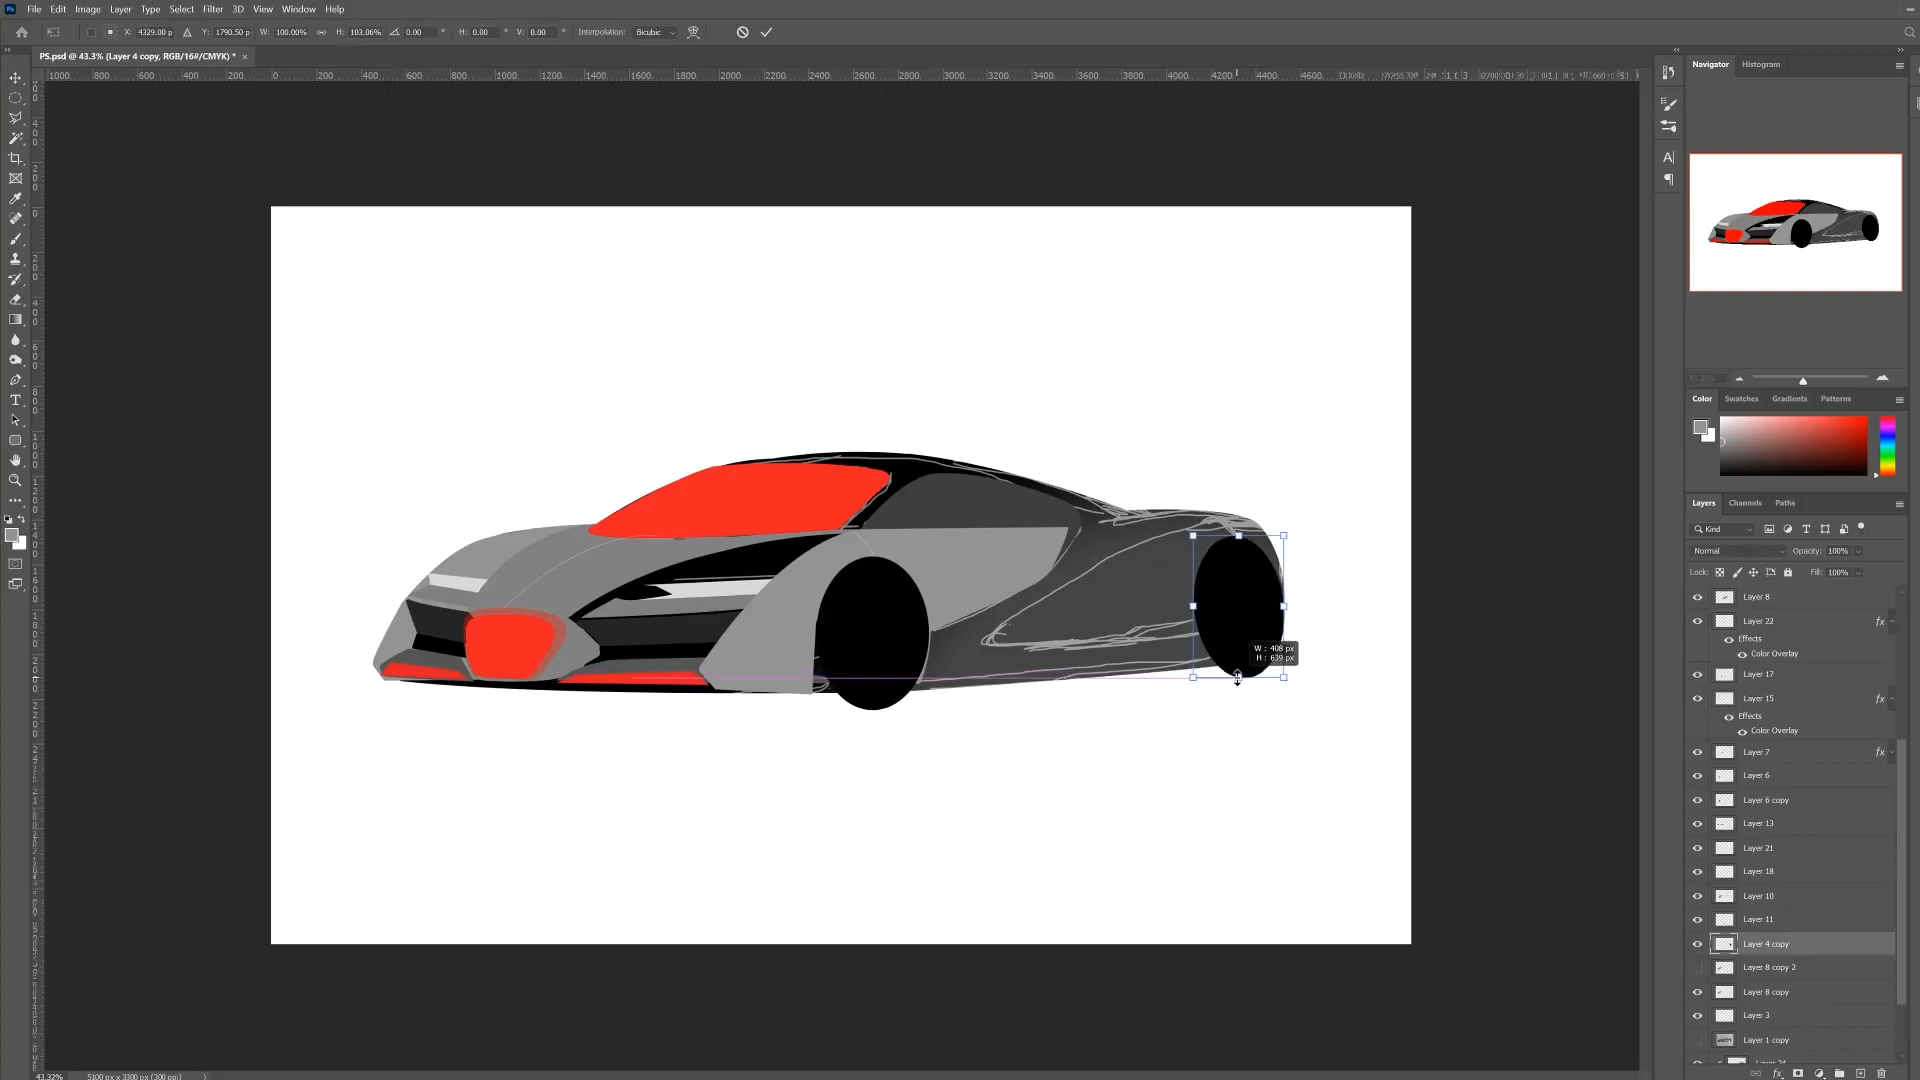 Ps File Edit Image Layer Type Select Filter 3D View Window Help
X: 4329.00 p Y: 1790.50 p W: 100.00% H: 103.06% 0.00 ° H: 0.00 ° V: 0.00 ° Interpolation: Bicubic
PS.psd @ 43.3% (Layer 4 copy, RGB/16#/CMYK) * ×
1000 800 600 400 200 0 200 400 600 800 1000 1200 1400 1600 1800 2000 2200 2400 2600 2800 3000 3200 3400 3600 3800 4000 4200 4400 4600
Navigator Histogram
Color Swatches Gradients Patterns
Layers Channels Paths
Kind
Normal Opacity: 100%
Lock: Fill: 100%
Layer 8
Layer 22 fx
Effects
Color Overlay
Layer 17
Layer 15 fx
Effects
Color Overlay
Layer 7 fx
Layer 6
Layer 6 copy
Layer 13
Layer 21
Layer 18
Layer 10
Layer 11
Layer 4 copy
Layer 8 copy 2
Layer 8 copy
Layer 3
Layer 1 copy
W : 408 px
H : 639 px
43.32% 5100 px x 3300 px (300 ppi)